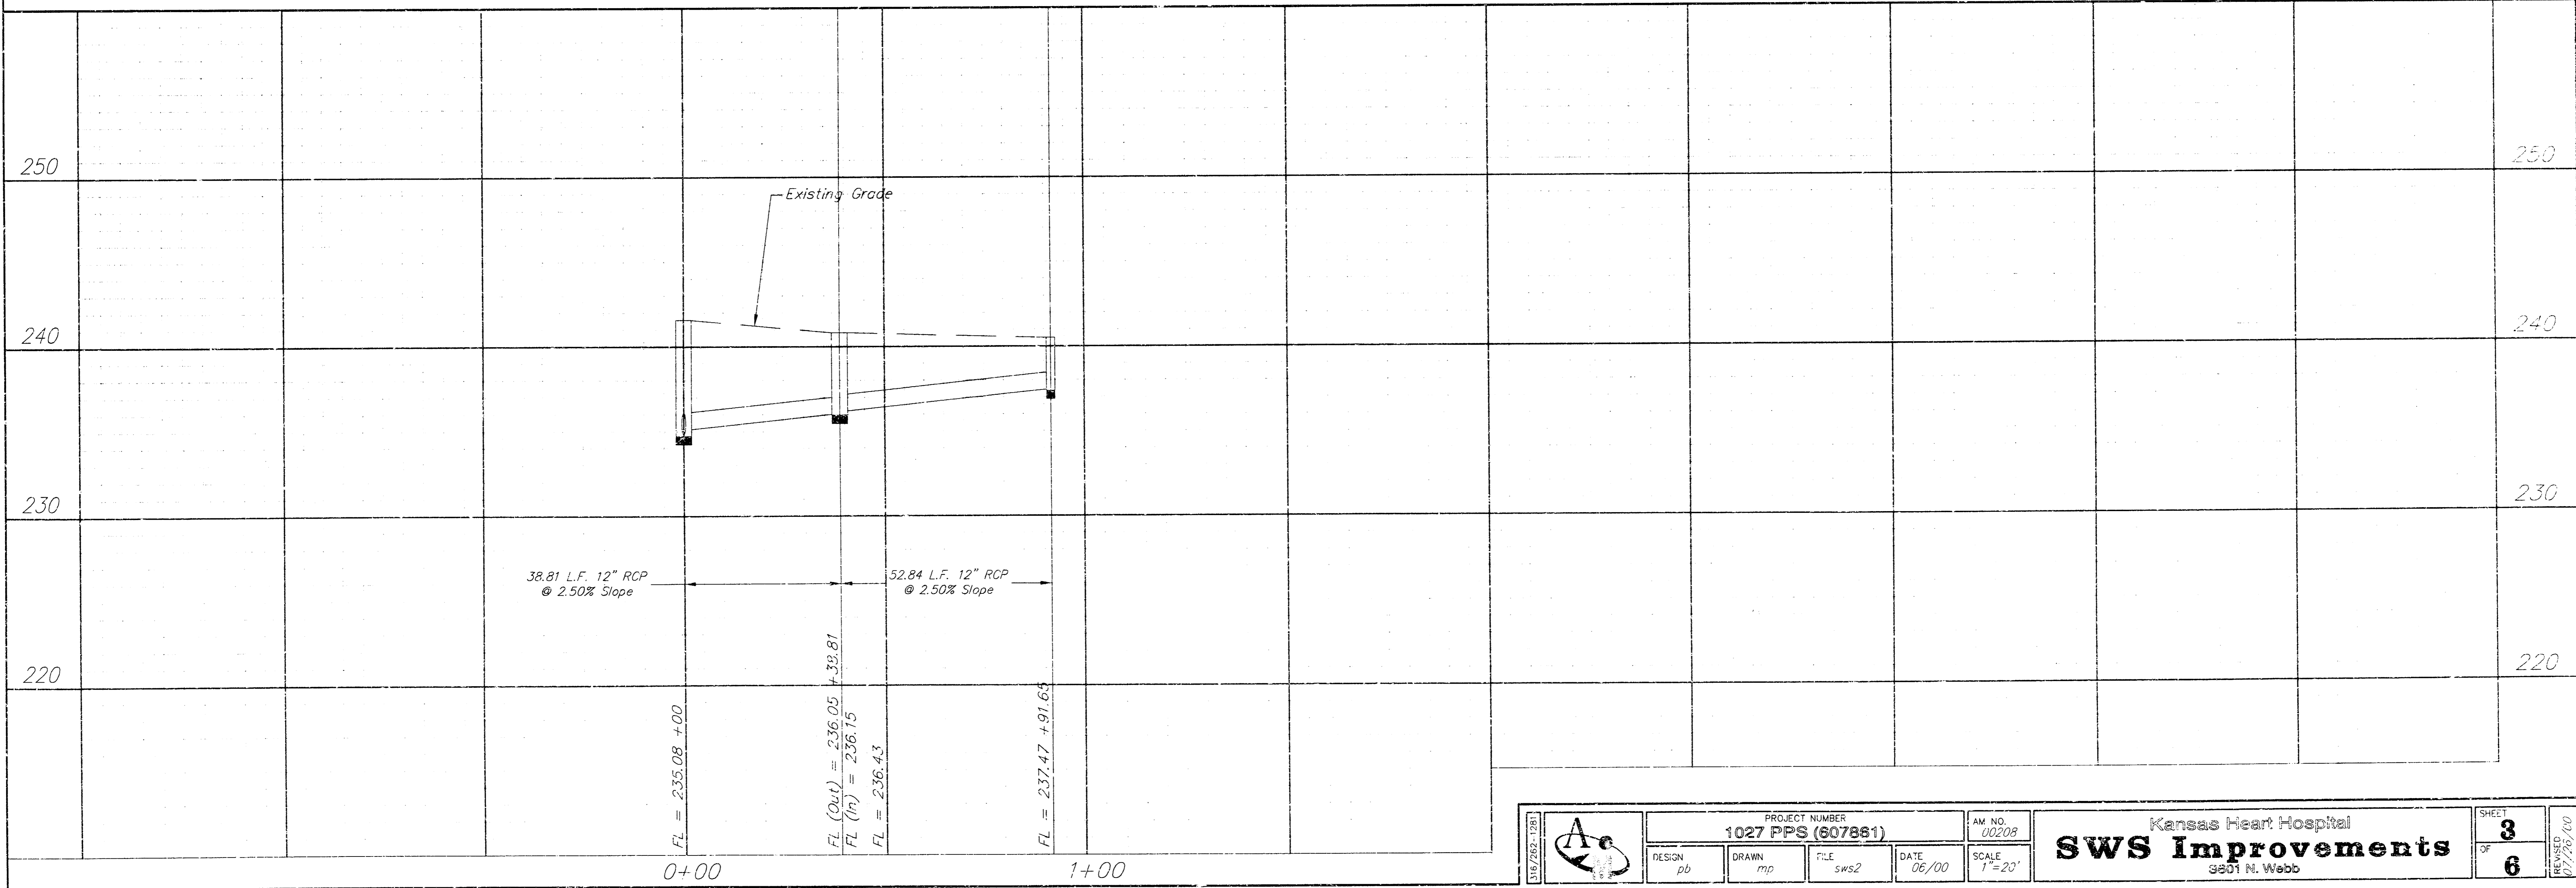 250
250
Existing Grade
240
240
230
230
38.81 L.F. 12" RCP
@ 2.50% Slope
52.84 L.F. 12" RCP
@ 2.50% Slope
220
220
FL = 235.08 +00
FL (Out) = 236.05 +38.81
FL (In) = 236.15
FL = 236.43
FL = 237.47 +91.65
0+00
1+00
316/262-1281
PROJECT NUMBER
1027 PPS (607861)
AM NO.
00208
DESIGN
pb
DRAWN
mp
FILE
sws2
DATE
06/00
SCALE
1"=20'
Kansas Heart Hospital
SWS Improvements
3601 N. Webb
SHEET
3
OF
6
REVISED
07/26/00